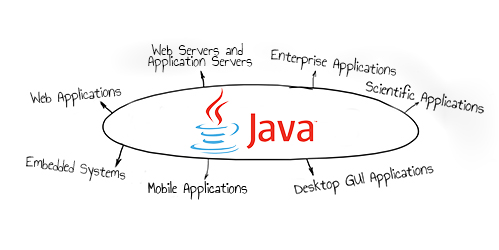 Web Servers and
Application Servers
Enterprise Applications
Scientific Applications
Web Applications
Java
Embedded Systems
Mobile Applications
Desktop GUI Applications